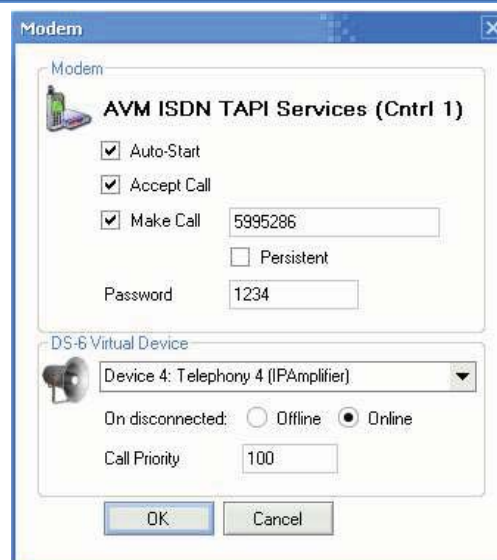 Modem
Modem
AVM ISDN TAPI Services (Cntrl 1)
Auto-Start
Accept Call
Make Call 5995286
Persistent
Password 1234
DS-6 Virtual Device
Device 4: Telephony 4 (IPAmplifier)
On disconnected: Offline Online
Call Priority 100
OK Cancel